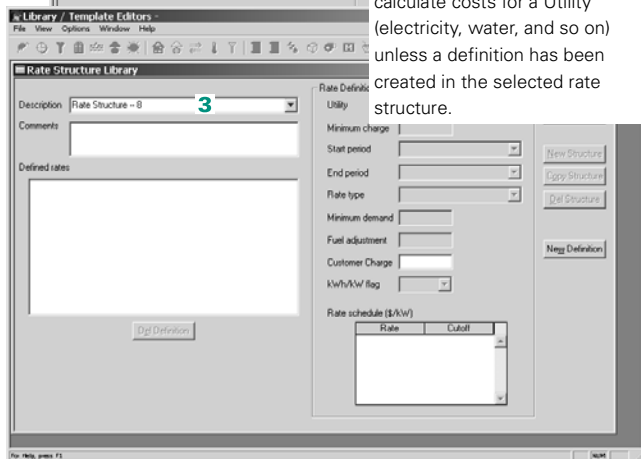 calculate costs for a Utility
(electricity, water, and so on)
unless a definition has been
created in the selected rate
structure.
Library / Template Editors -
File View Options Window Help
Rate Structure Library
Description Rate Structure -- 8
3
Comments
Defined rates
Del Definition
Rate Definitio
Utility
Minimum charge
Start period
End period
Rate type
Minimum demand
Fuel adjustment
Customer Charge
kWh/kW flag
Rate schedule ($/kW)
Rate Cutoff
New Structure
Copy Structure
Del Structure
New Definition
For Help, press F1
NUM